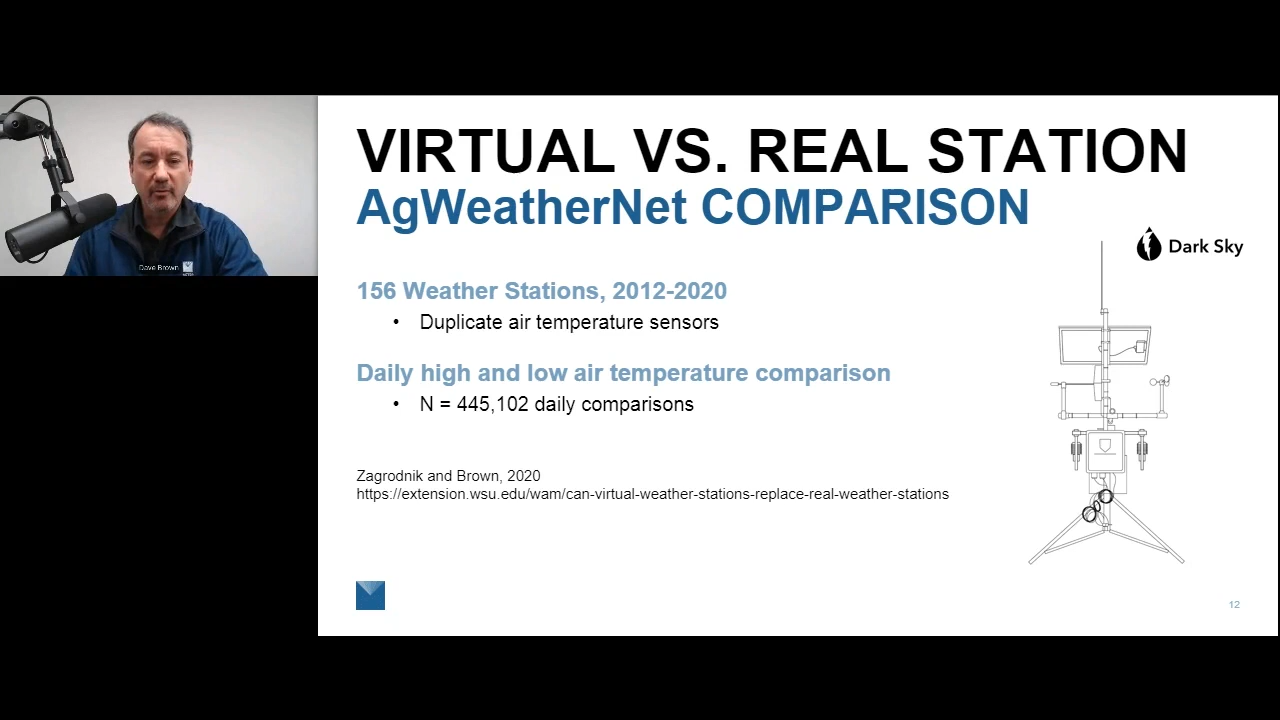 VIRTUAL VS. REAL STATION
AgWeatherNet COMPARISON
Dark Sky
156 Weather Stations, 2012-2020
• Duplicate air temperature sensors
Daily high and low air temperature comparison
• N = 445,102 daily comparisons
Zagrodnik and Brown, 2020
https://extension.wsu.edu/wam/can-virtual-weather-stations-replace-real-weather-stations
12
Dave Brown